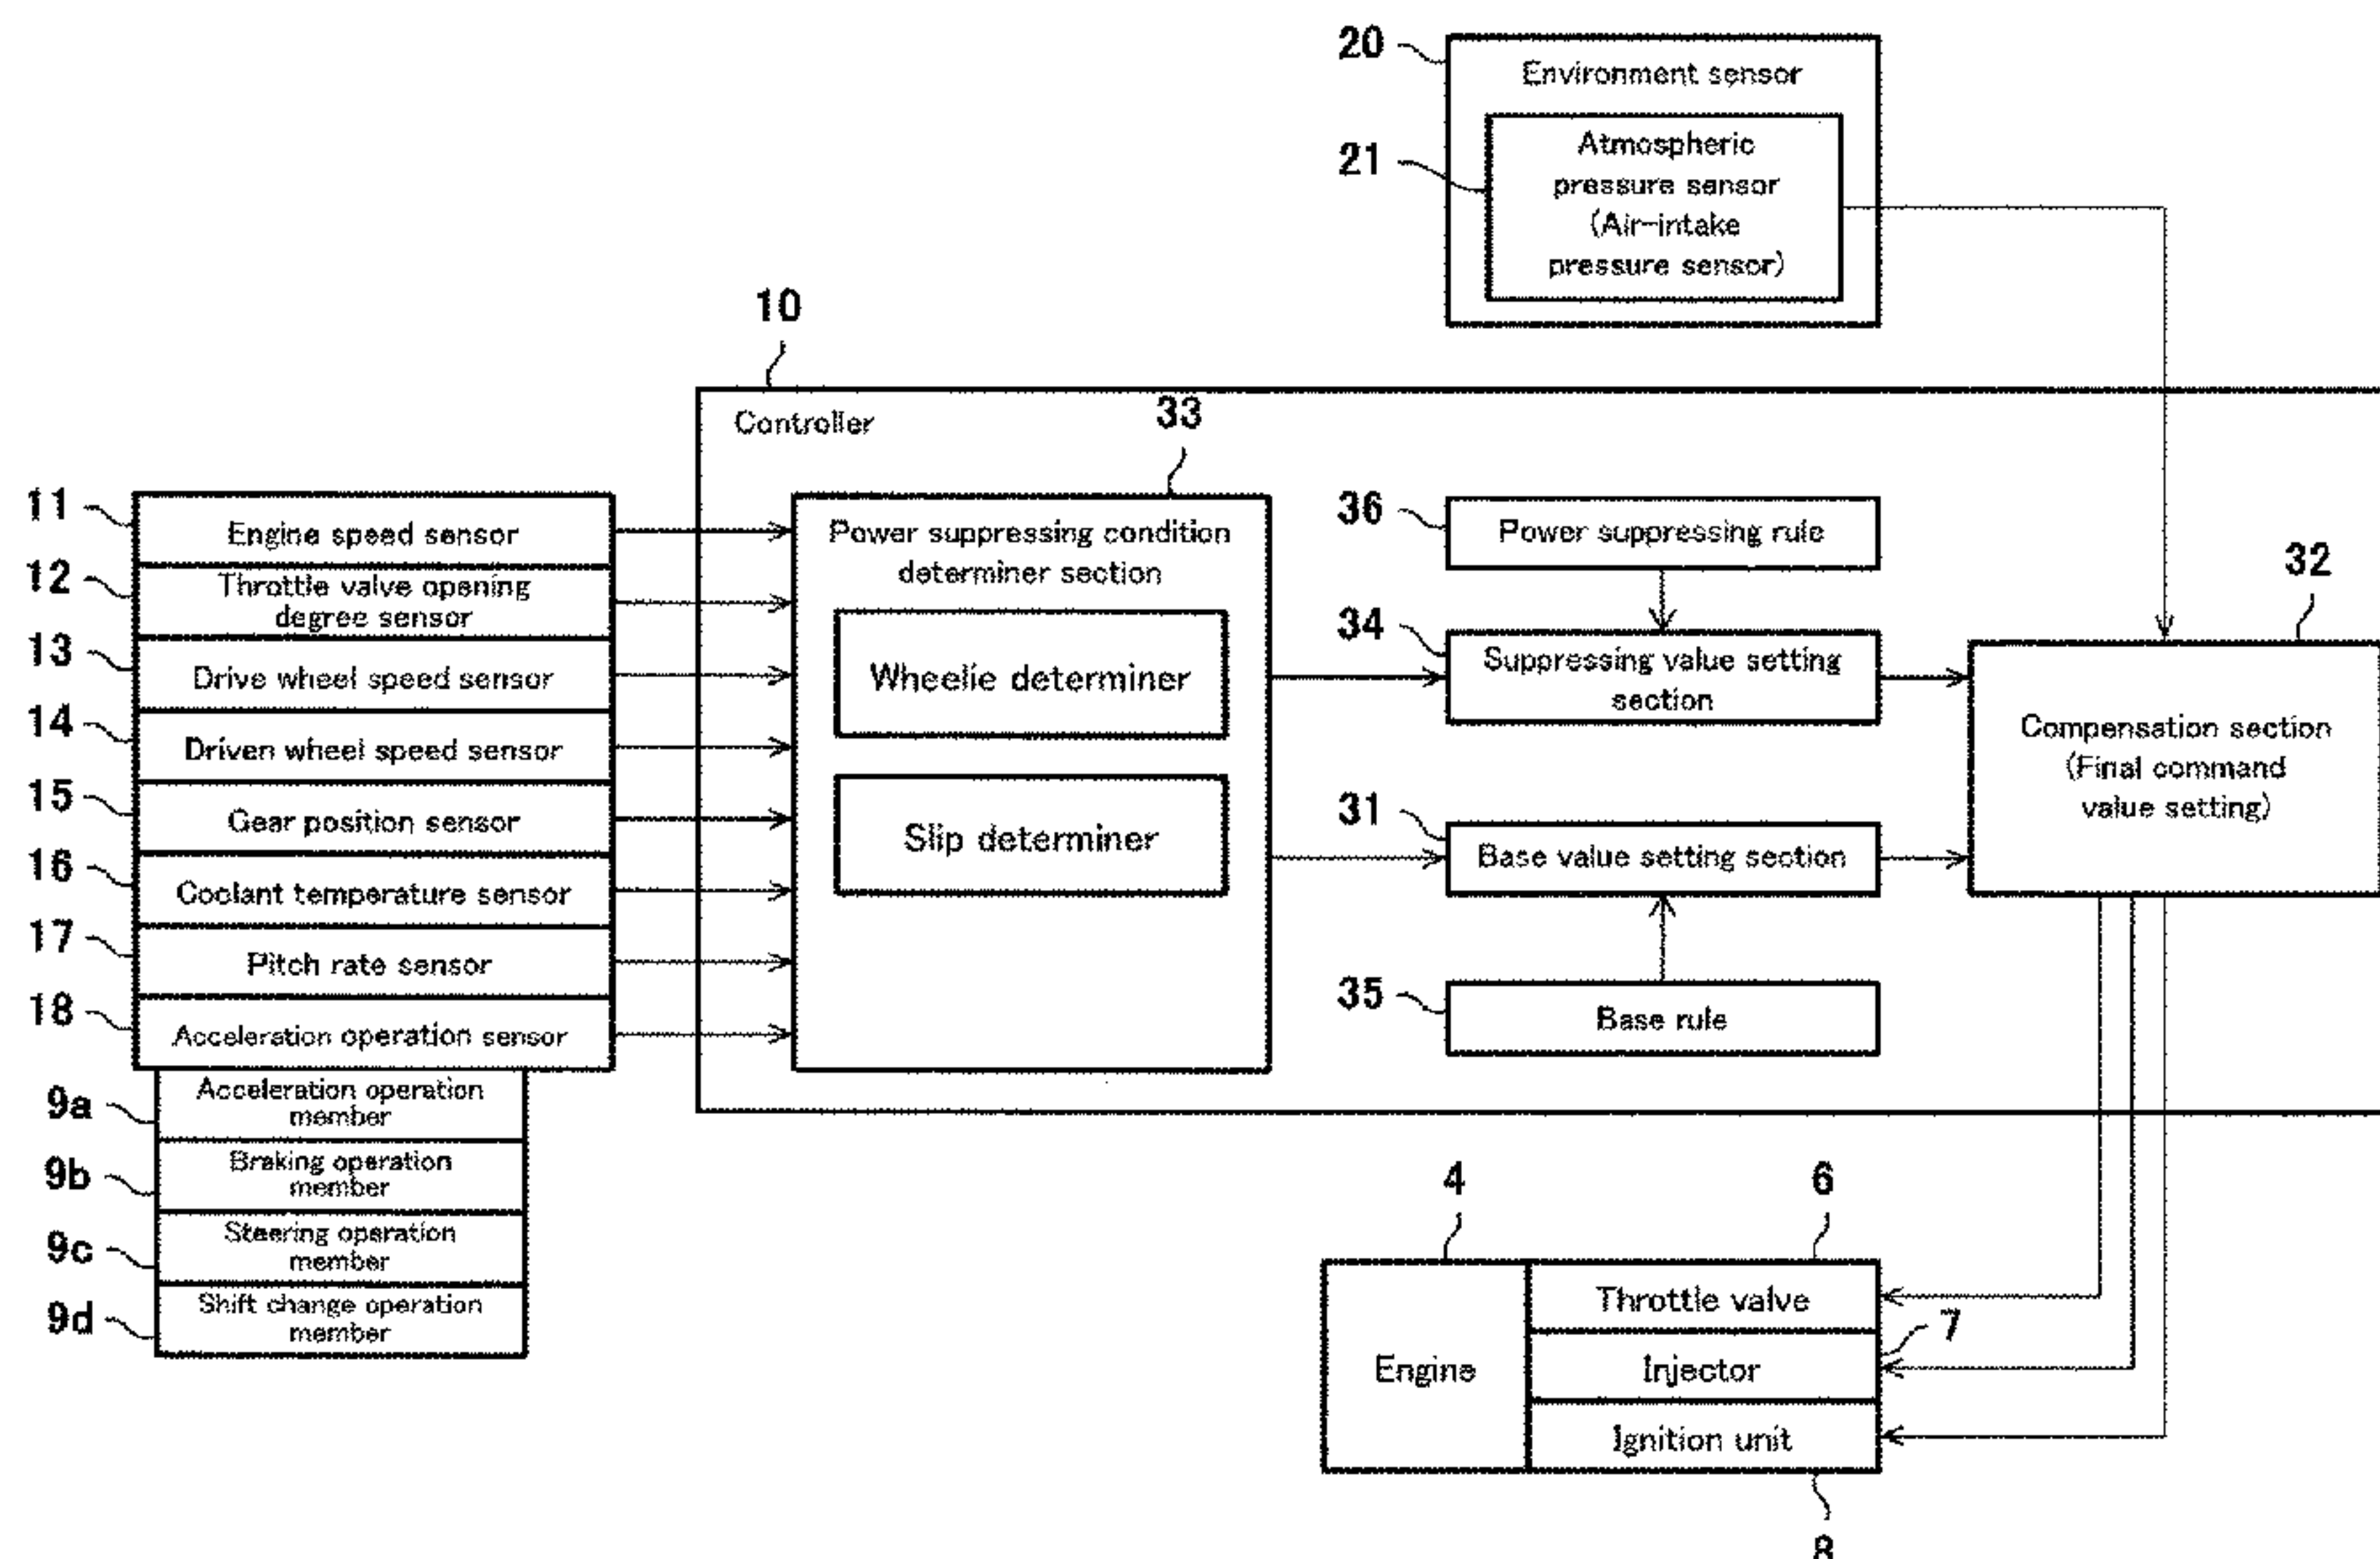 20
Environment sensor
21
Atmospheric
pressure sensor
(Air-intake
pressure sensor)
10
Controller
33
11
Engine speed sensor
12
Throttle valve opening
degree sensor
13
Drive wheel speed sensor
14
Driven wheel speed sensor
15
Gear position sensor
16
Coolant temperature sensor
17
Pitch rate sensor
18
Acceleration operation sensor
9a
Acceleration operation
member
9b
Braking operation
member
9c
Steering operation
member
9d
Shift change operation
member
Power suppressing condition
determiner section
Wheelie determiner
Slip determiner
36
Power suppressing rule
34
Suppressing value setting
section
31
Base value setting section
35
Base rule
32
Compensation section
(Final command
value setting)
4
6
Engine
Throttle valve
7
Injector
Ignition unit
8